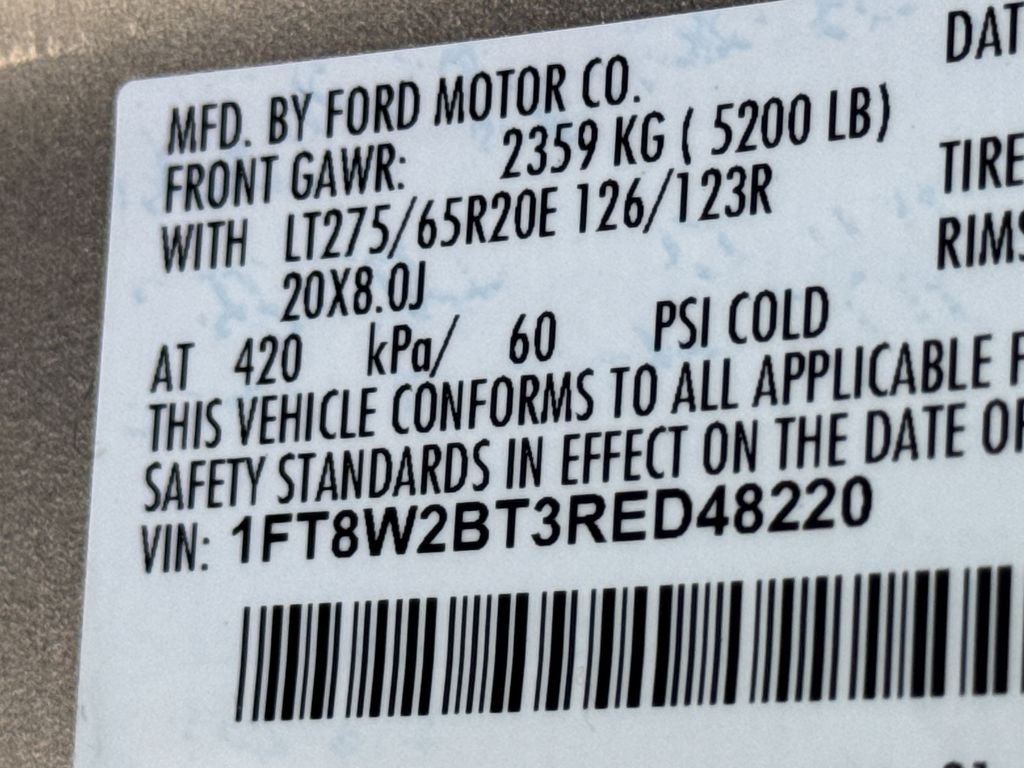 DAT
MFD. BY FORD MOTOR CO.
FRONT GAWR: 2359 KG ( 5200 LB)
TIRE
WITH LT275/65R20E 126/123R
RIMS
20X8.0J
AT 420 kPa/ 60 PSI COLD
THIS VEHICLE CONFORMS TO ALL APPLICABLE F
SAFETY STANDARDS IN EFFECT ON THE DATE OF
VIN: 1FT8W2BT3RED48220